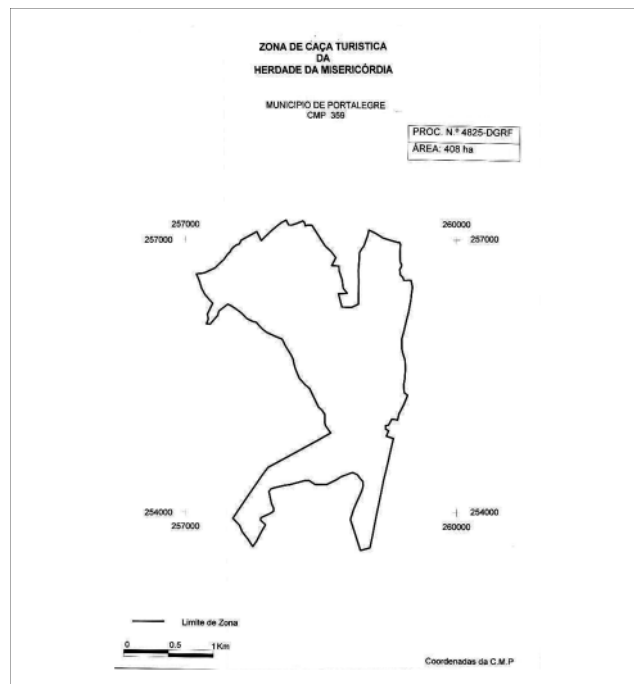 ZONA DE CAÇA TURISTICA
DA
HERDADE DA MISERICÓRDIA
MUNICIPIO DE PORTALEGRE
CMP 359
PROC. N.º 4825-DGRF
ÁREA: 408 ha
257000
257000
260000
257000
254000
257000
254000
260000
Limite de Zona
0 0.5 1Km
Coordenadas da C.M.P